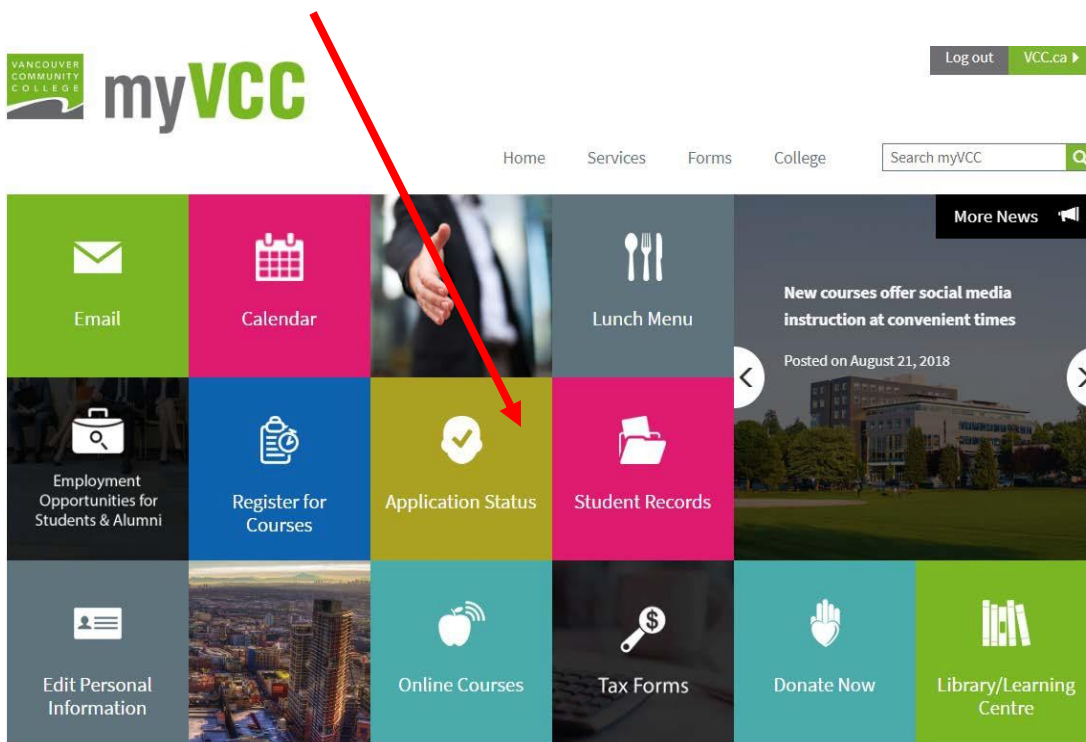 VANCOUVER
COMMUNITY
COLLEGE
myVCC
Log out
VCC.ca
Home
Services
Forms
College
Search myVCC
Email
Calendar
Lunch Menu
More News
New courses offer social media
instruction at convenient times
Posted on August 21, 2018
Employment
Opportunities for
Students & Alumni
Register for
Courses
Application Status
Student Records
Edit Personal
Information
Online Courses
$
Tax Forms
Donate Now
Library/Learning
Centre